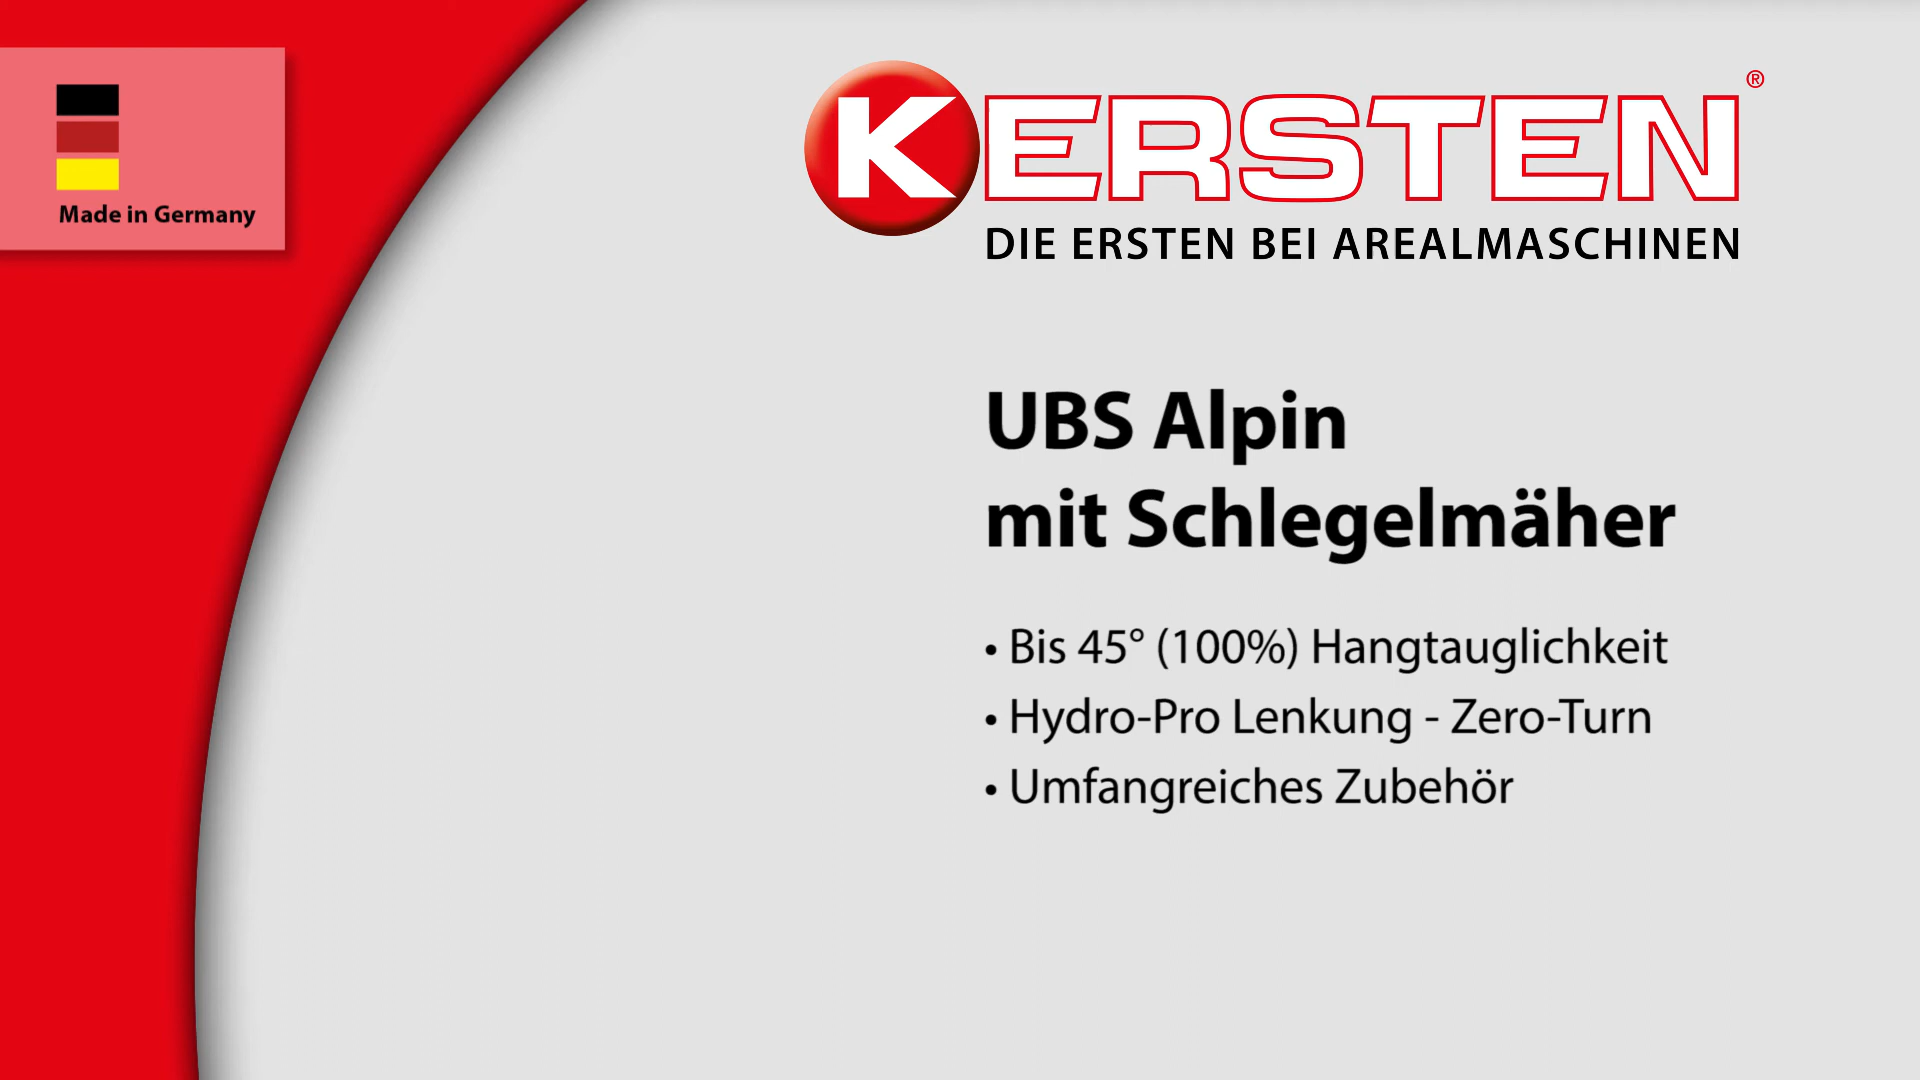 Made in Germany
KERSTEN®
DIE ERSTEN BEI AREALMASCHINEN
UBS Alpin
mit Schlegelmäher
• Bis 45° (100%) Hangtauglichkeit
• Hydro-Pro Lenkung - Zero-Turn
• Umfangreiches Zubehör